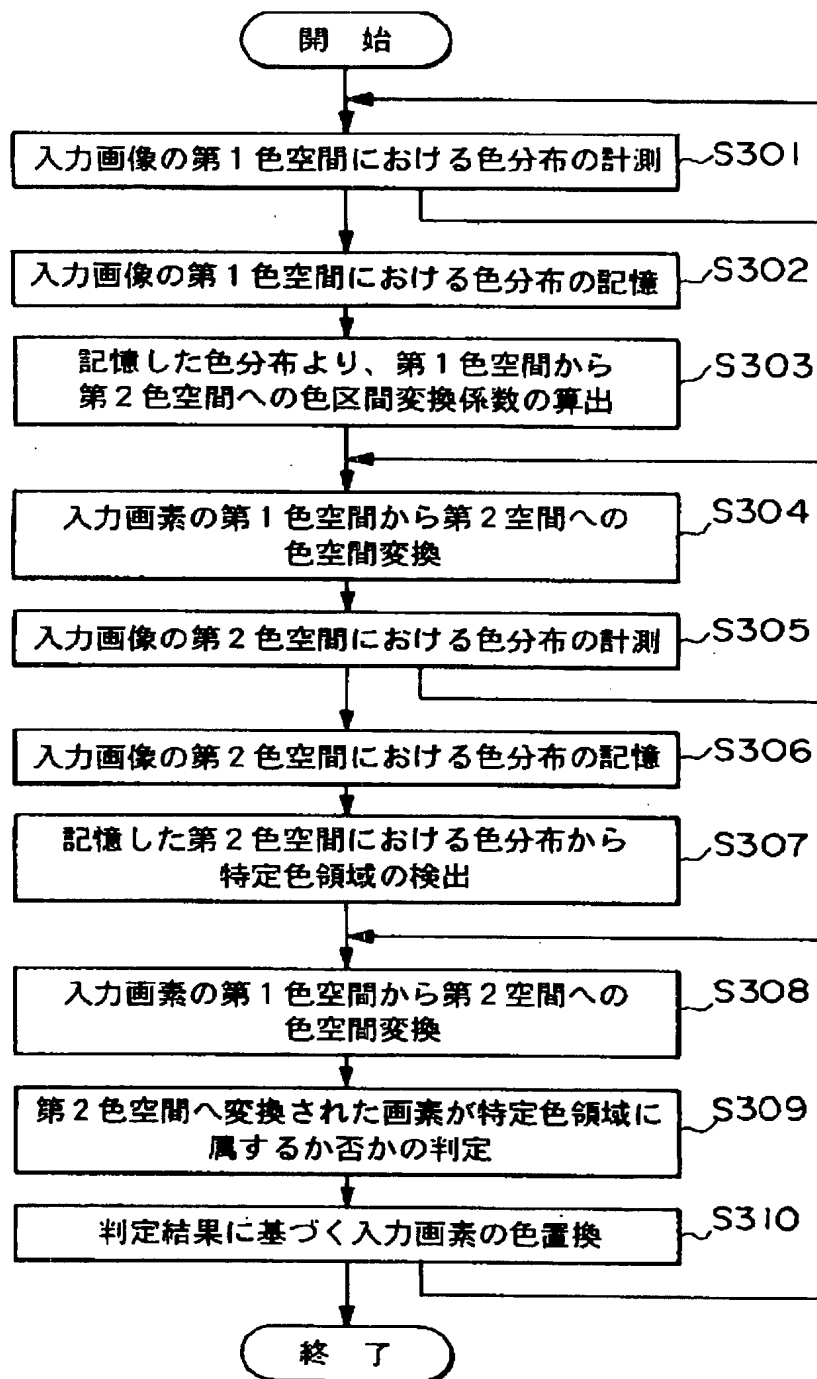 開 始
入力画像の第1色空間における色分布の計測
S301
入力画像の第1色空間における色分布の記憶
S302
記憶した色分布より、第1色空間から
第2色空間への色区間変換係数の算出
S303
入力画素の第1色空間から第2空間への
色空間変換
S304
入力画像の第2色空間における色分布の計測
S305
入力画像の第2色空間における色分布の記憶
S306
記憶した第2色空間における色分布から
特定色領域の検出
S307
入力画素の第1色空間から第2空間への
色空間変換
S308
第2色空間へ変換された画素が特定色領域に
属するか否かの判定
S309
判定結果に基づく入力画素の色置換
S310
終 了